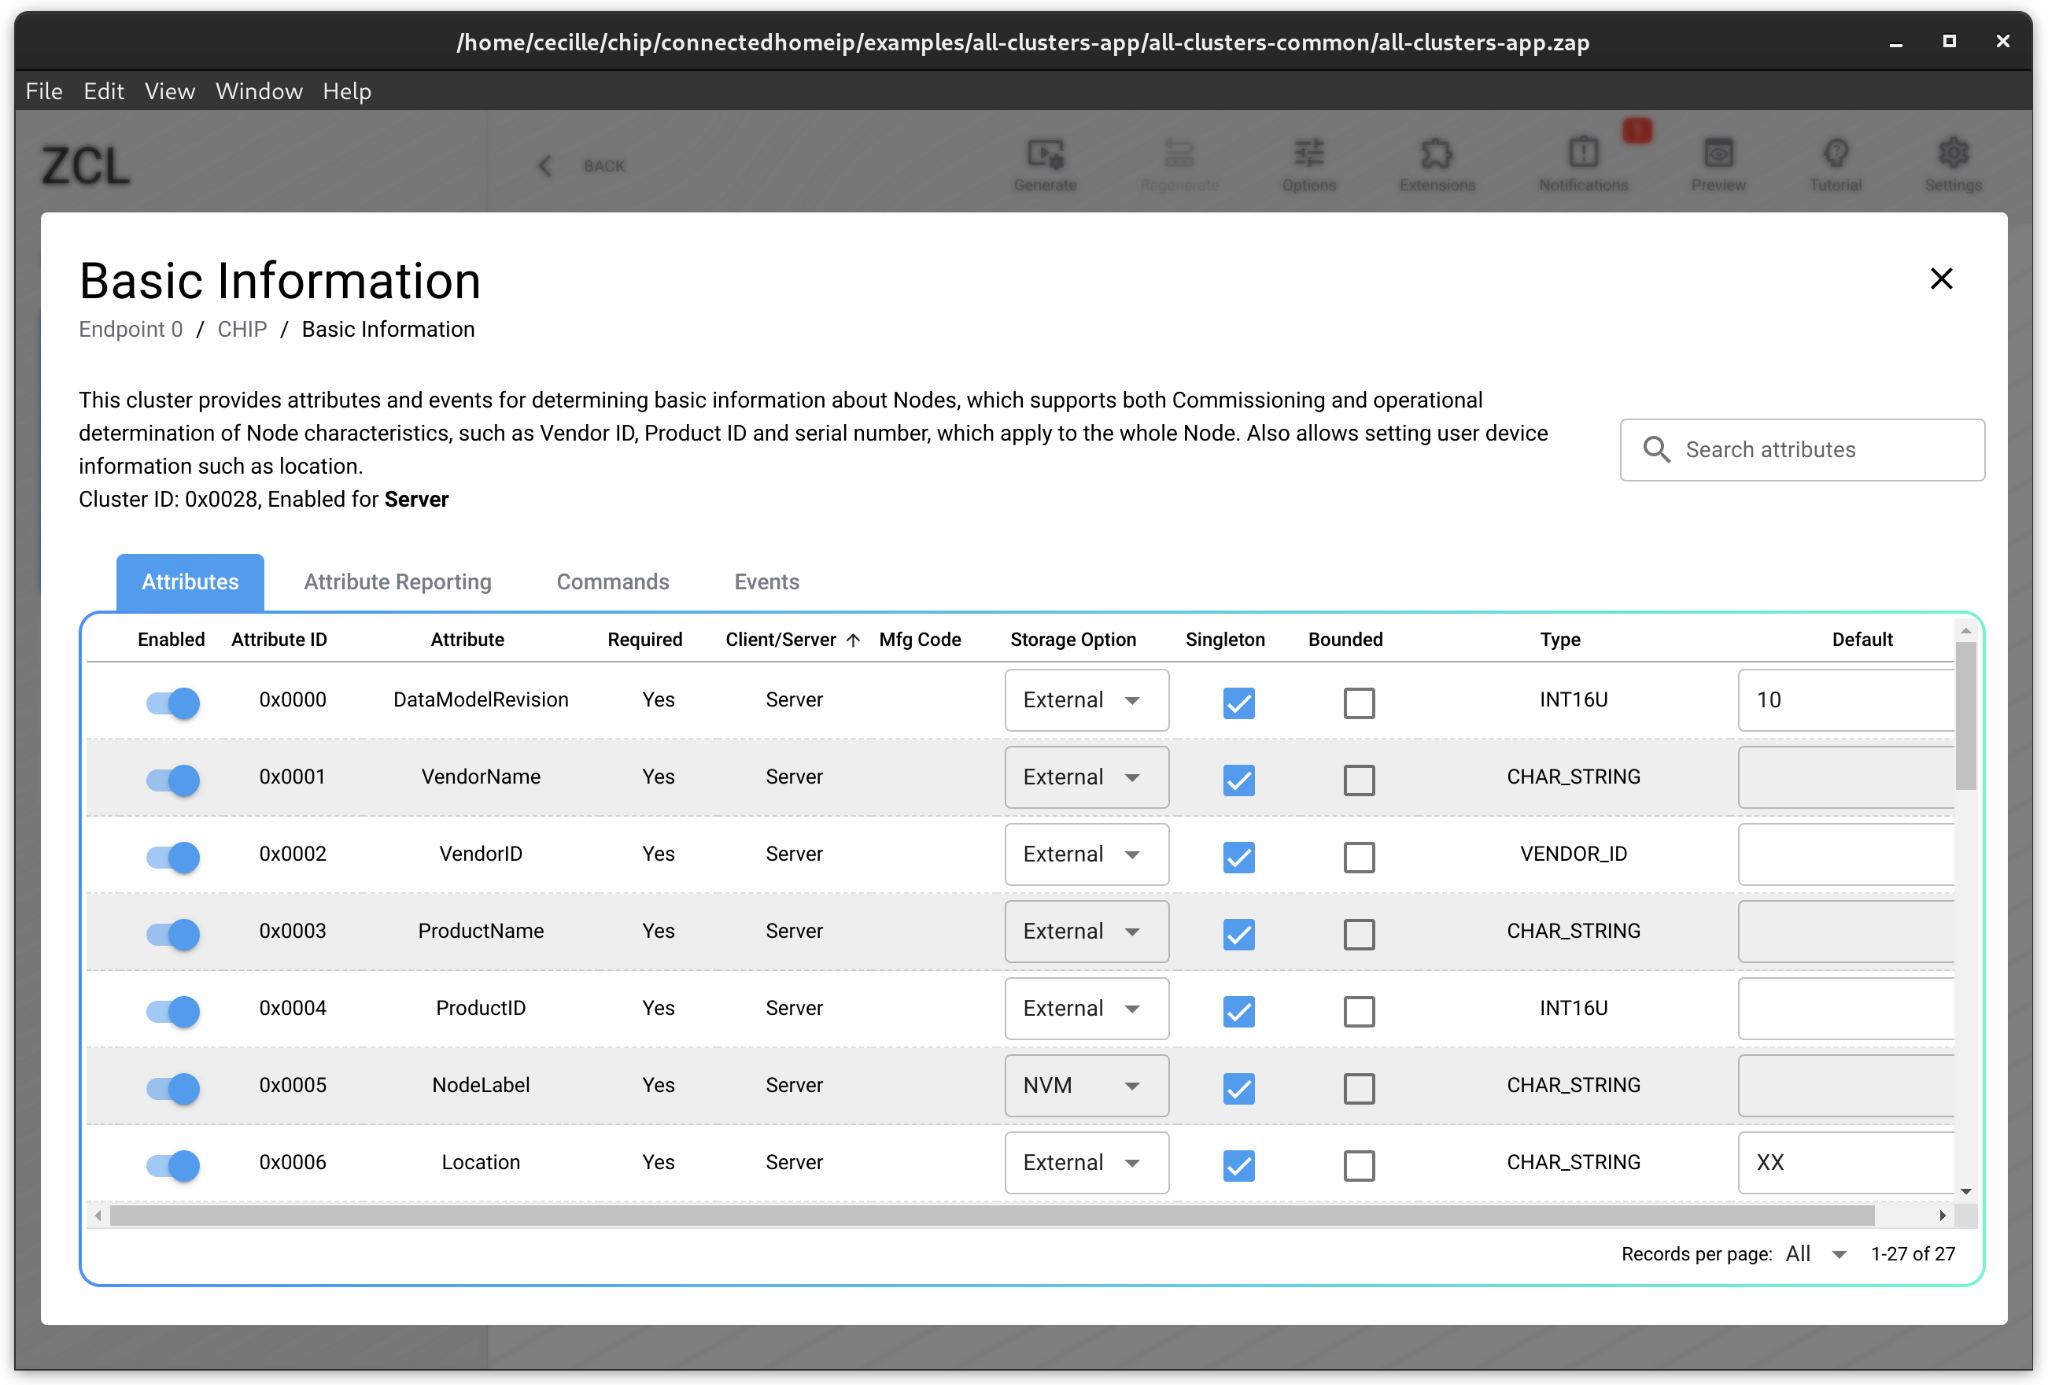 /home/cecille/chip/connectedhomeip/examples/all-clusters-app/all-clusters-common/all-clusters-app.zap
File Edit View Window Help
ZCL
BACK
Generate Regenerate Options Extensions Notifications Preview Tutorial Settings
Basic Information
Endpoint 0 / CHIP / Basic Information
This cluster provides attributes and events for determining basic information about Nodes, which supports both Commissioning and operational
determination of Node characteristics, such as Vendor ID, Product ID and serial number, which apply to the whole Node. Also allows setting user device
information such as location.
Cluster ID: 0x0028, Enabled for Server
Search attributes
Attributes Attribute Reporting Commands Events
Enabled Attribute ID Attribute Required Client/Server Mfg Code Storage Option Singleton Bounded Type Default
0x0000 DataModelRevision Yes Server External INT16U 10
0x0001 VendorName Yes Server External CHAR_STRING
0x0002 VendorID Yes Server External VENDOR_ID
0x0003 ProductName Yes Server External CHAR_STRING
0x0004 ProductID Yes Server External INT16U
0x0005 NodeLabel Yes Server NVM CHAR_STRING
0x0006 Location Yes Server External CHAR_STRING XX
Records per page: All 1-27 of 27